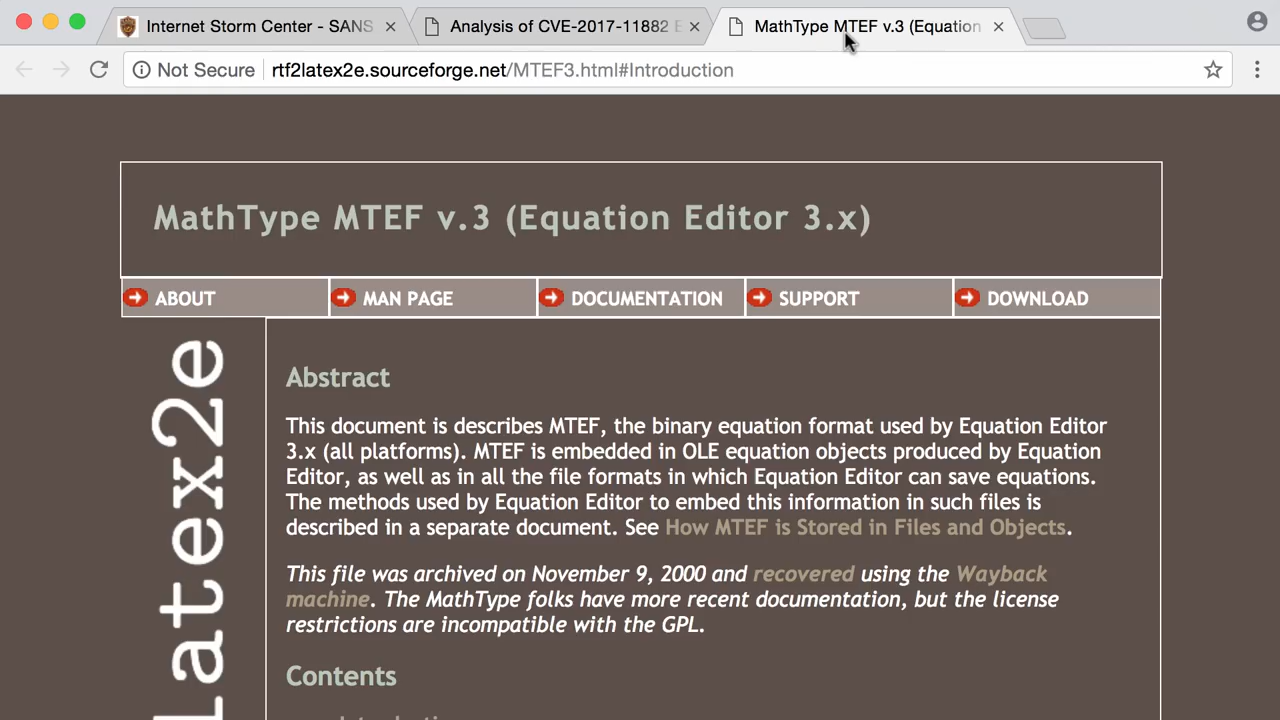 Internet Storm Center - SANS
Analysis of CVE-2017-11882 E
MathType MTEF v.3 (Equation
Not Secure
rtf2latex2e.sourceforge.net/MTEF3.html#Introduction
MathType MTEF v.3 (Equation Editor 3.x)
ABOUT
MAN PAGE
DOCUMENTATION
SUPPORT
DOWNLOAD
latex2e
Abstract
This document is describes MTEF, the binary equation format used by Equation Editor
3.x (all platforms). MTEF is embedded in OLE equation objects produced by Equation
Editor, as well as in all the file formats in which Equation Editor can save equations.
The methods used by Equation Editor to embed this information in such files is
described in a separate document. See How MTEF is Stored in Files and Objects.
This file was archived on November 9, 2000 and recovered using the Wayback
machine. The MathType folks have more recent documentation, but the license
restrictions are incompatible with the GPL.
Contents